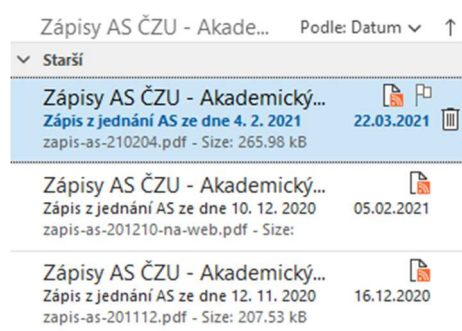 Zápisy AS ČZU - Akade... Podle: Datum
Starší
Zápisy AS ČZU - Akademický...
Zápis z jednání AS ze dne 4. 2. 2021 22.03.2021
zapis-as-210204.pdf - Size: 265.98 kB
Zápisy AS ČZU - Akademický...
Zápis z jednání AS ze dne 10. 12. 2020 05.02.2021
zapis-as-201210-na-web.pdf - Size:
Zápisy AS ČZU - Akademický...
Zápis z jednání AS ze dne 12. 11. 2020 16.12.2020
zapis-as-201112.pdf - Size: 207.53 kB